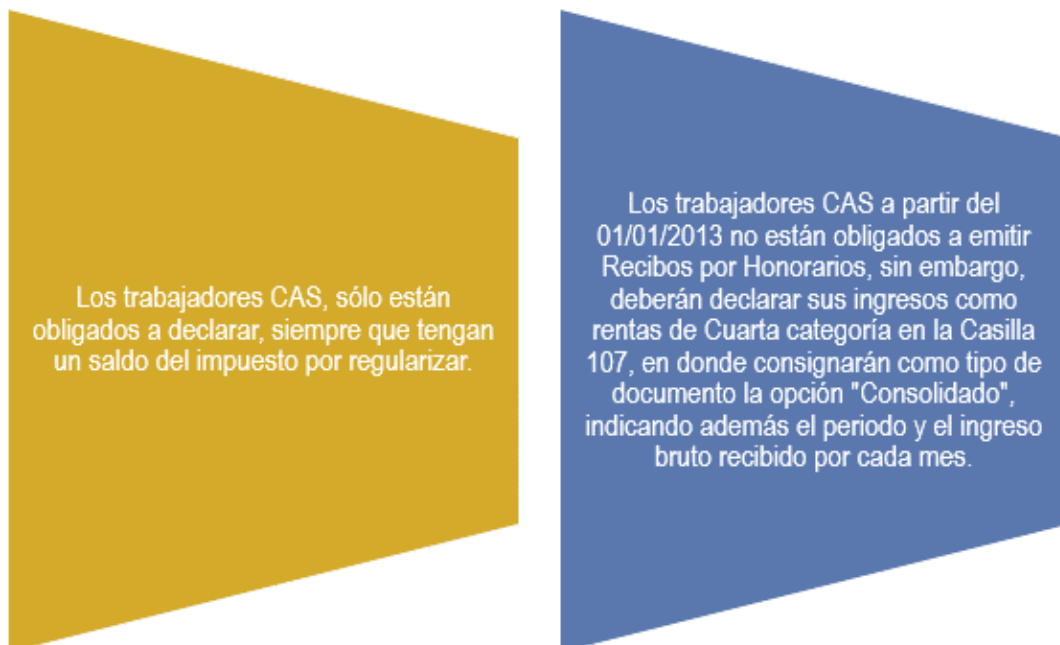 Los trabajadores CAS, sólo están
obligados a declarar, siempre que tengan
un saldo del impuesto por regularizar.
Los trabajadores CAS a partir del
01/01/2013 no están obligados a emitir
Recibos por Honorarios, sin embargo,
deberán declarar sus ingresos como
rentas de Cuarta categoría en la Casilla
107, en donde consignarán como tipo de
documento la opción "Consolidado",
indicando además el periodo y el ingreso
bruto recibido por cada mes.